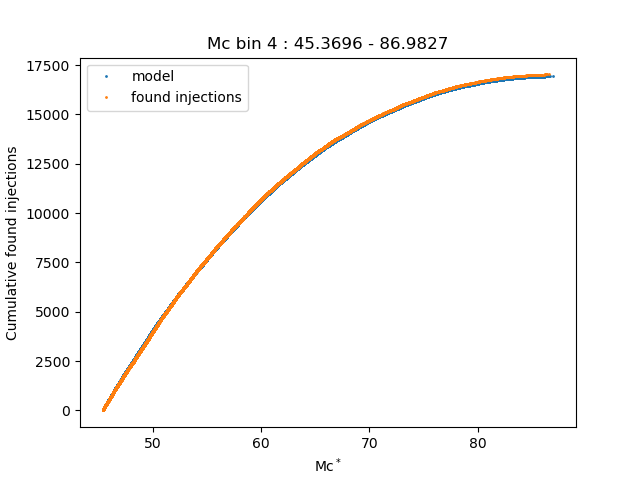 Mc bin 4 : 45.3696 - 86.9827
model
found injections
17500
15000
12500
10000
7500
5000
2500
0
Cumulative found injections
50 60 70 80
Mc*